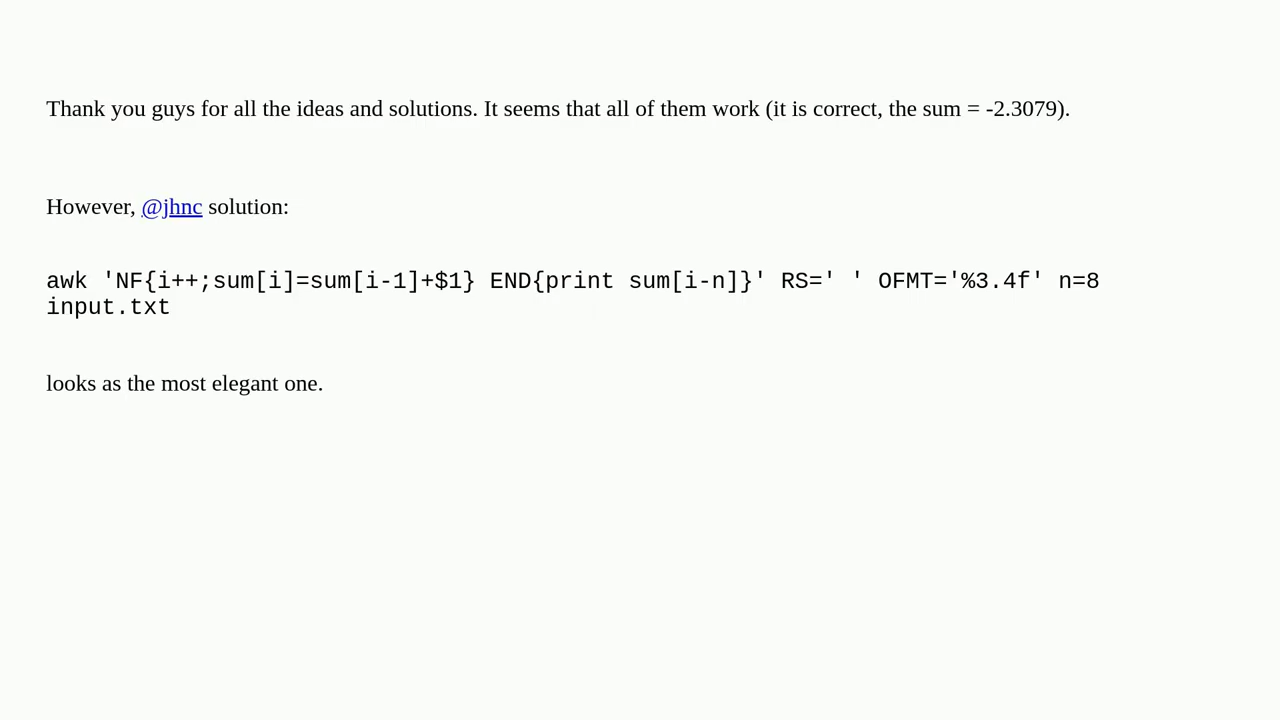 Thank you guys for all the ideas and solutions. It seems that all of them work (it is correct, the sum = -2.3079).
However, @jhnc solution:
awk 'NF{i++;sum[i]=sum[i-1]+$1} END{print sum[i-n]}' RS=' ' OFMT='%3.4f' n=8
input.txt
looks as the most elegant one.